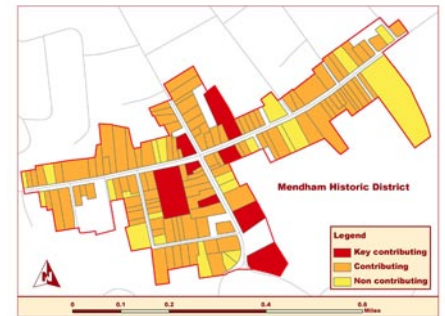 Mendham Historic District
Legend
Key contributing
Contributing
Non contributing
N
0 0.1 0.2 0.4 0.6
Miles